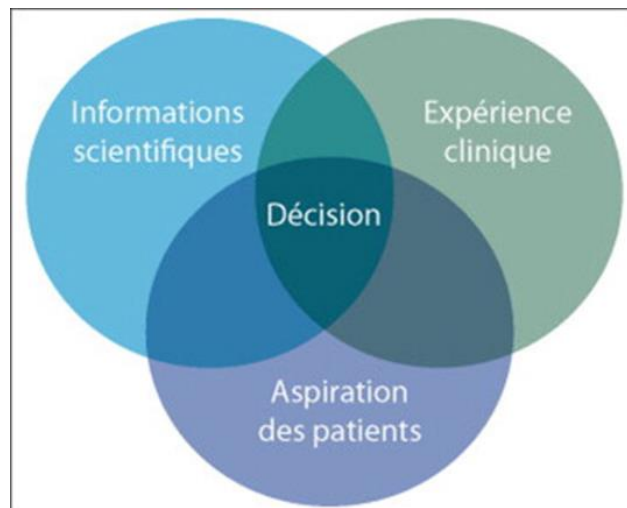 Informations
scientifiques
Expérience
clinique
Décision
Aspiration
des patients